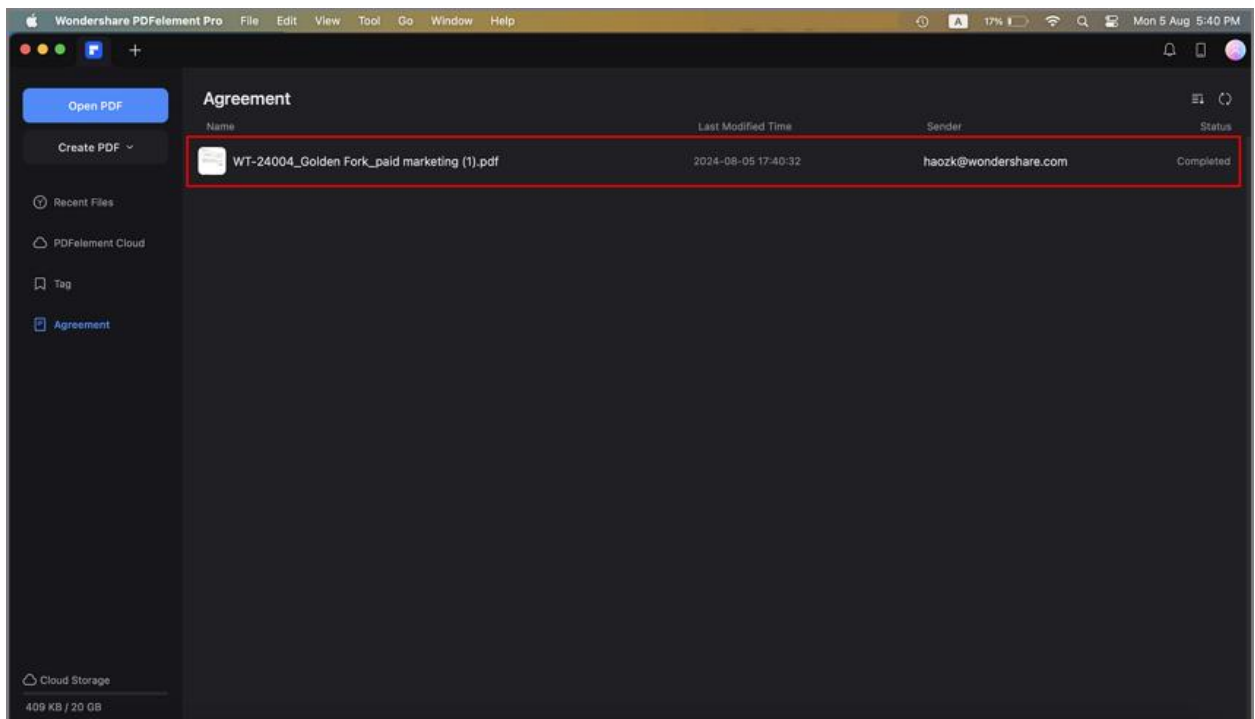 Wondershare PDFelement Pro File Edit View Tool Go Window Help A 17% Mon 5 Aug 5:40 PM
Open PDF
Create PDF
Recent Files
PDFelement Cloud
Tag
Agreement
Cloud Storage
409 KB / 20 GB
Agreement
Name Last Modified Time Sender Status
WT-24004_Golden Fork_paid marketing (1).pdf 2024-08-05 17:40:32 haozk@wondershare.com Completed